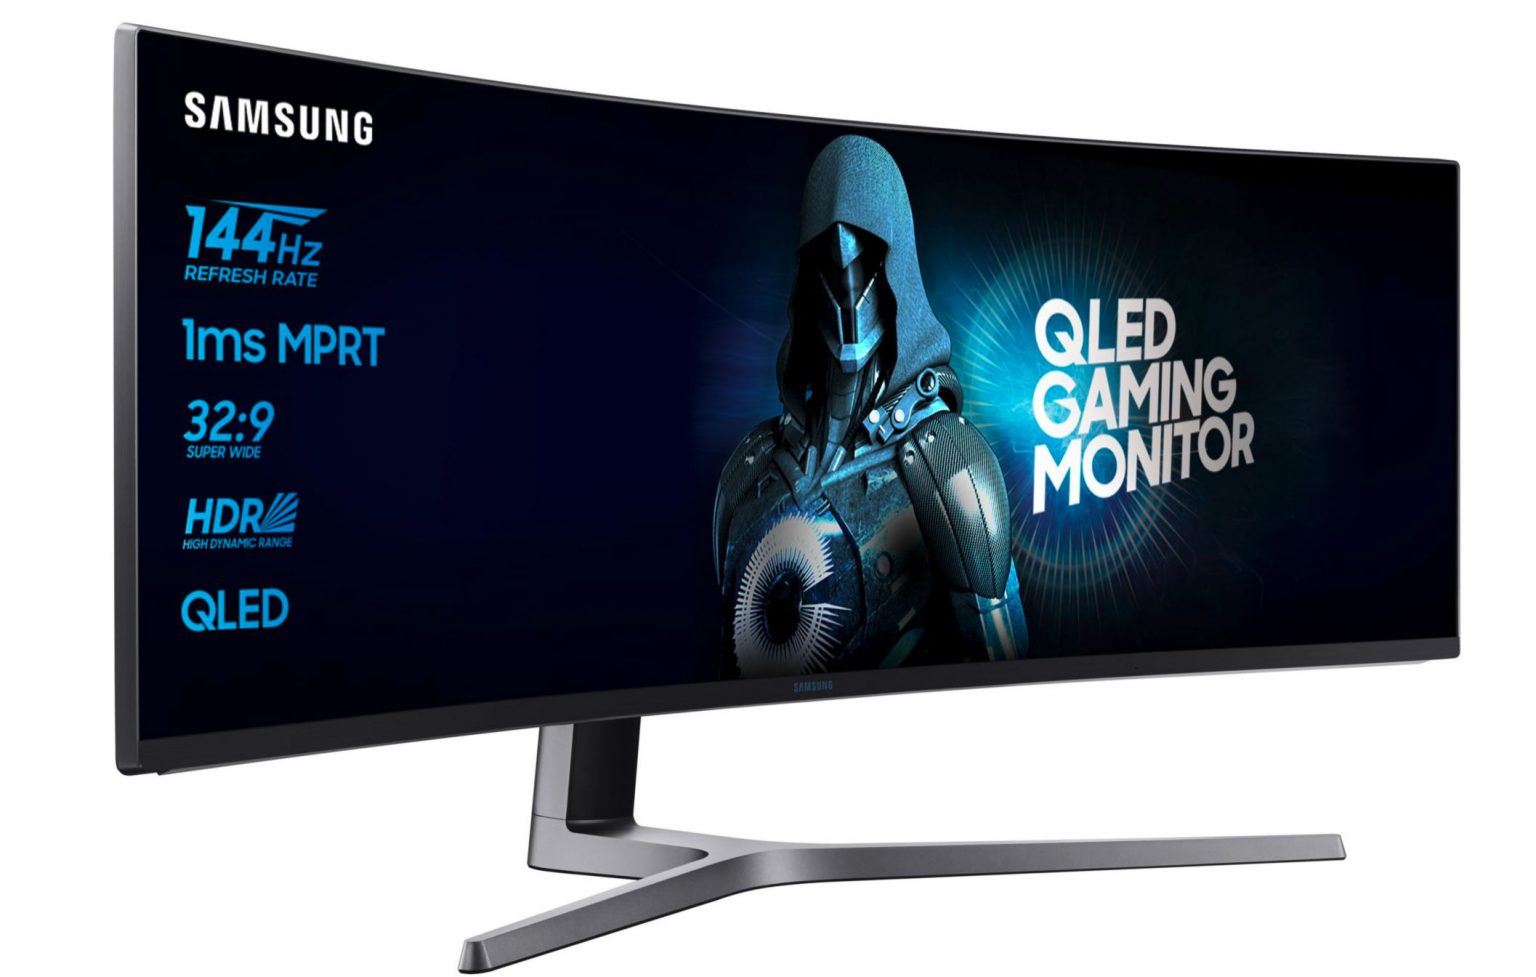 SAMSUNG
144Hz
REFRESH RATE
1ms MPRT
32:9
SUPER WIDE
HDR
HIGH DYNAMIC RANGE
QLED
QLED
GAMING
MONITOR
SAMSUNG